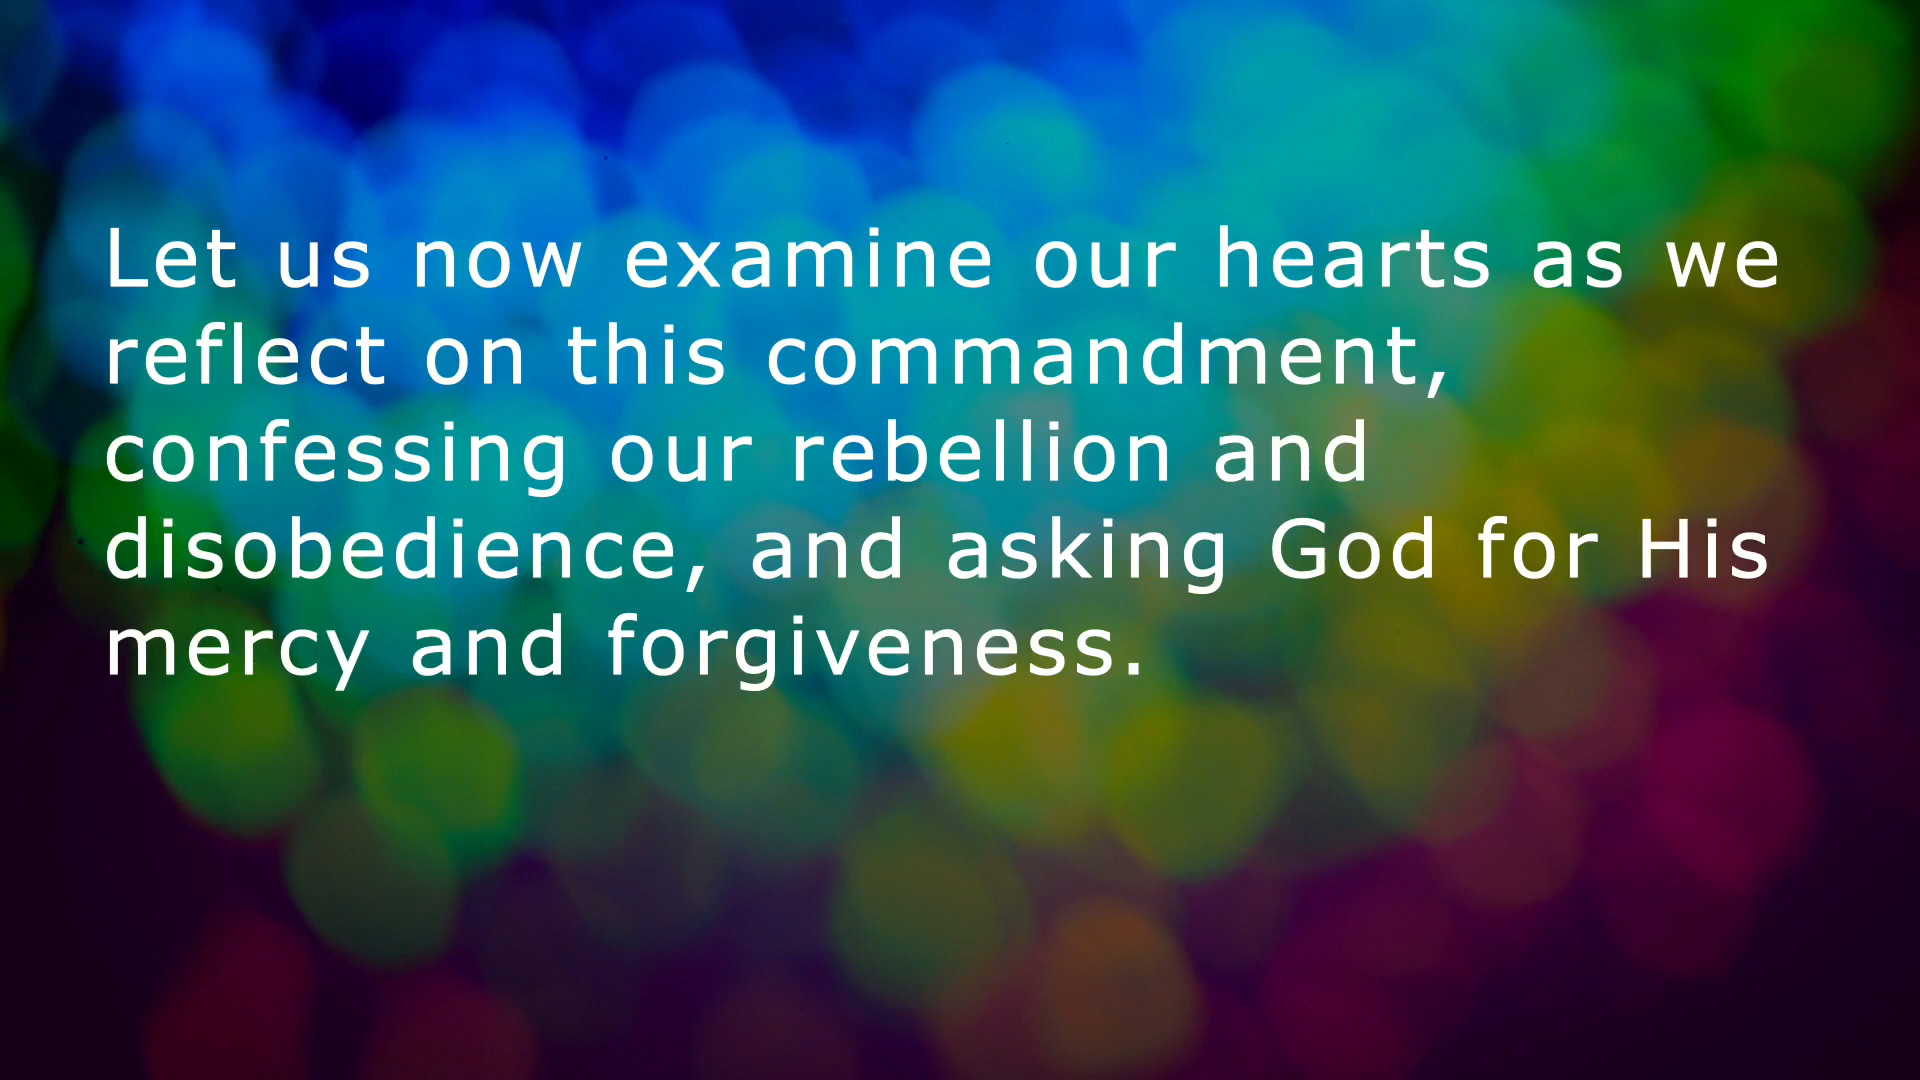 Let us now examine our hearts as we
reflect on this commandment,
confessing our rebellion and
disobedience, and asking God for His
mercy and forgiveness.